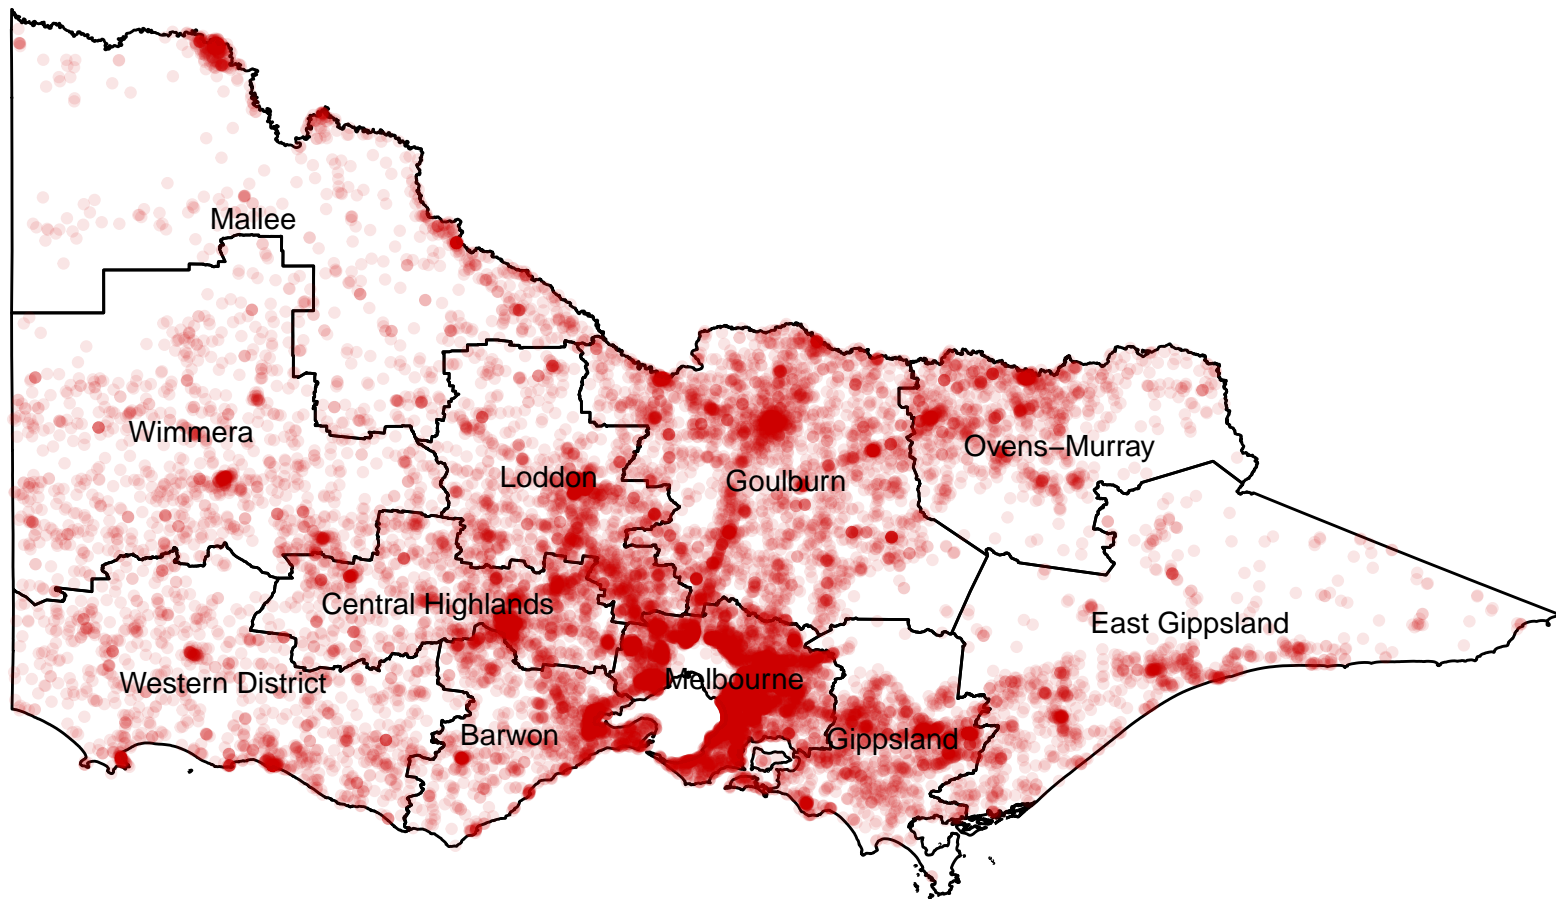 Mallee
Wimmera
Loddon
Goulburn
Ovens−Murray
Central Highlands
East Gippsland
Western District
Melbourne
Barwon
Gippsland